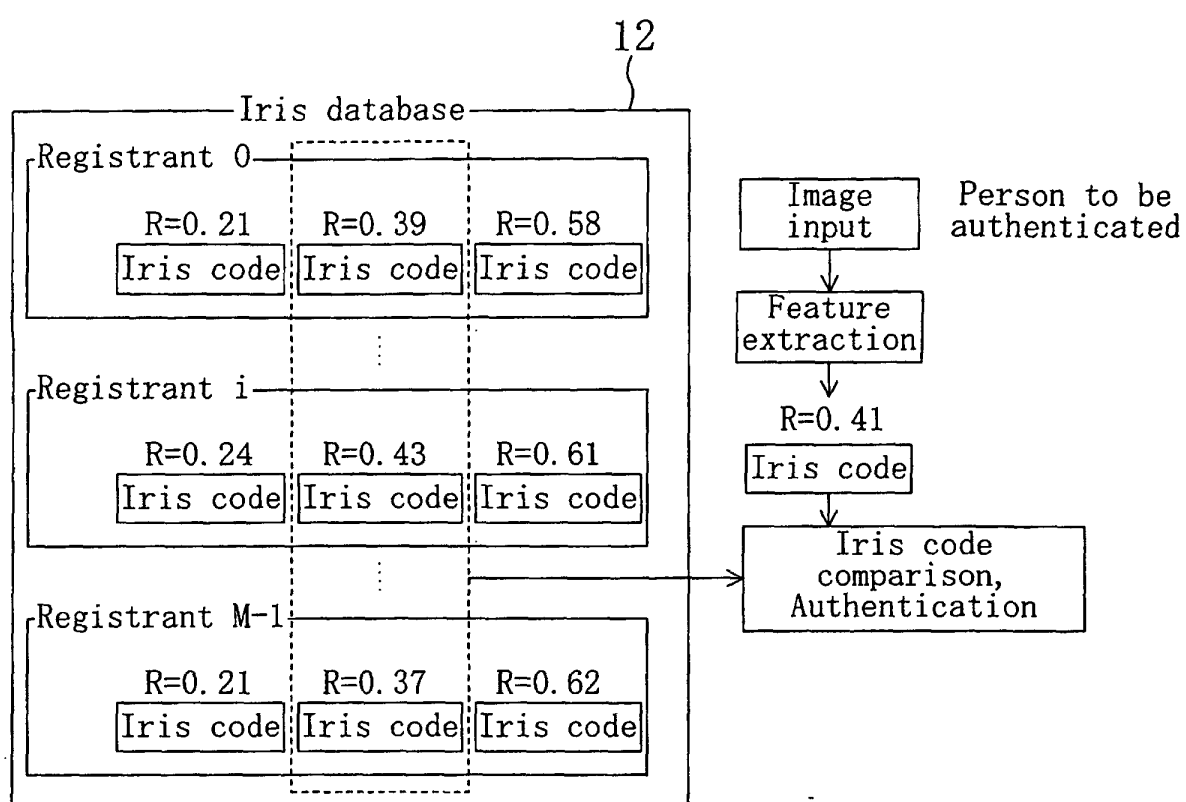 12
Iris database
Registrant 0
R=0.21 R=0.39 R=0.58
Iris code Iris code Iris code
Registrant i
R=0.24 R=0.43 R=0.61
Iris code Iris code Iris code
Registrant M-1
R=0.21 R=0.37 R=0.62
Iris code Iris code Iris code
Image
input
Person to be
authenticated
Feature
extraction
R=0.41
Iris code
Iris code
comparison,
Authentication